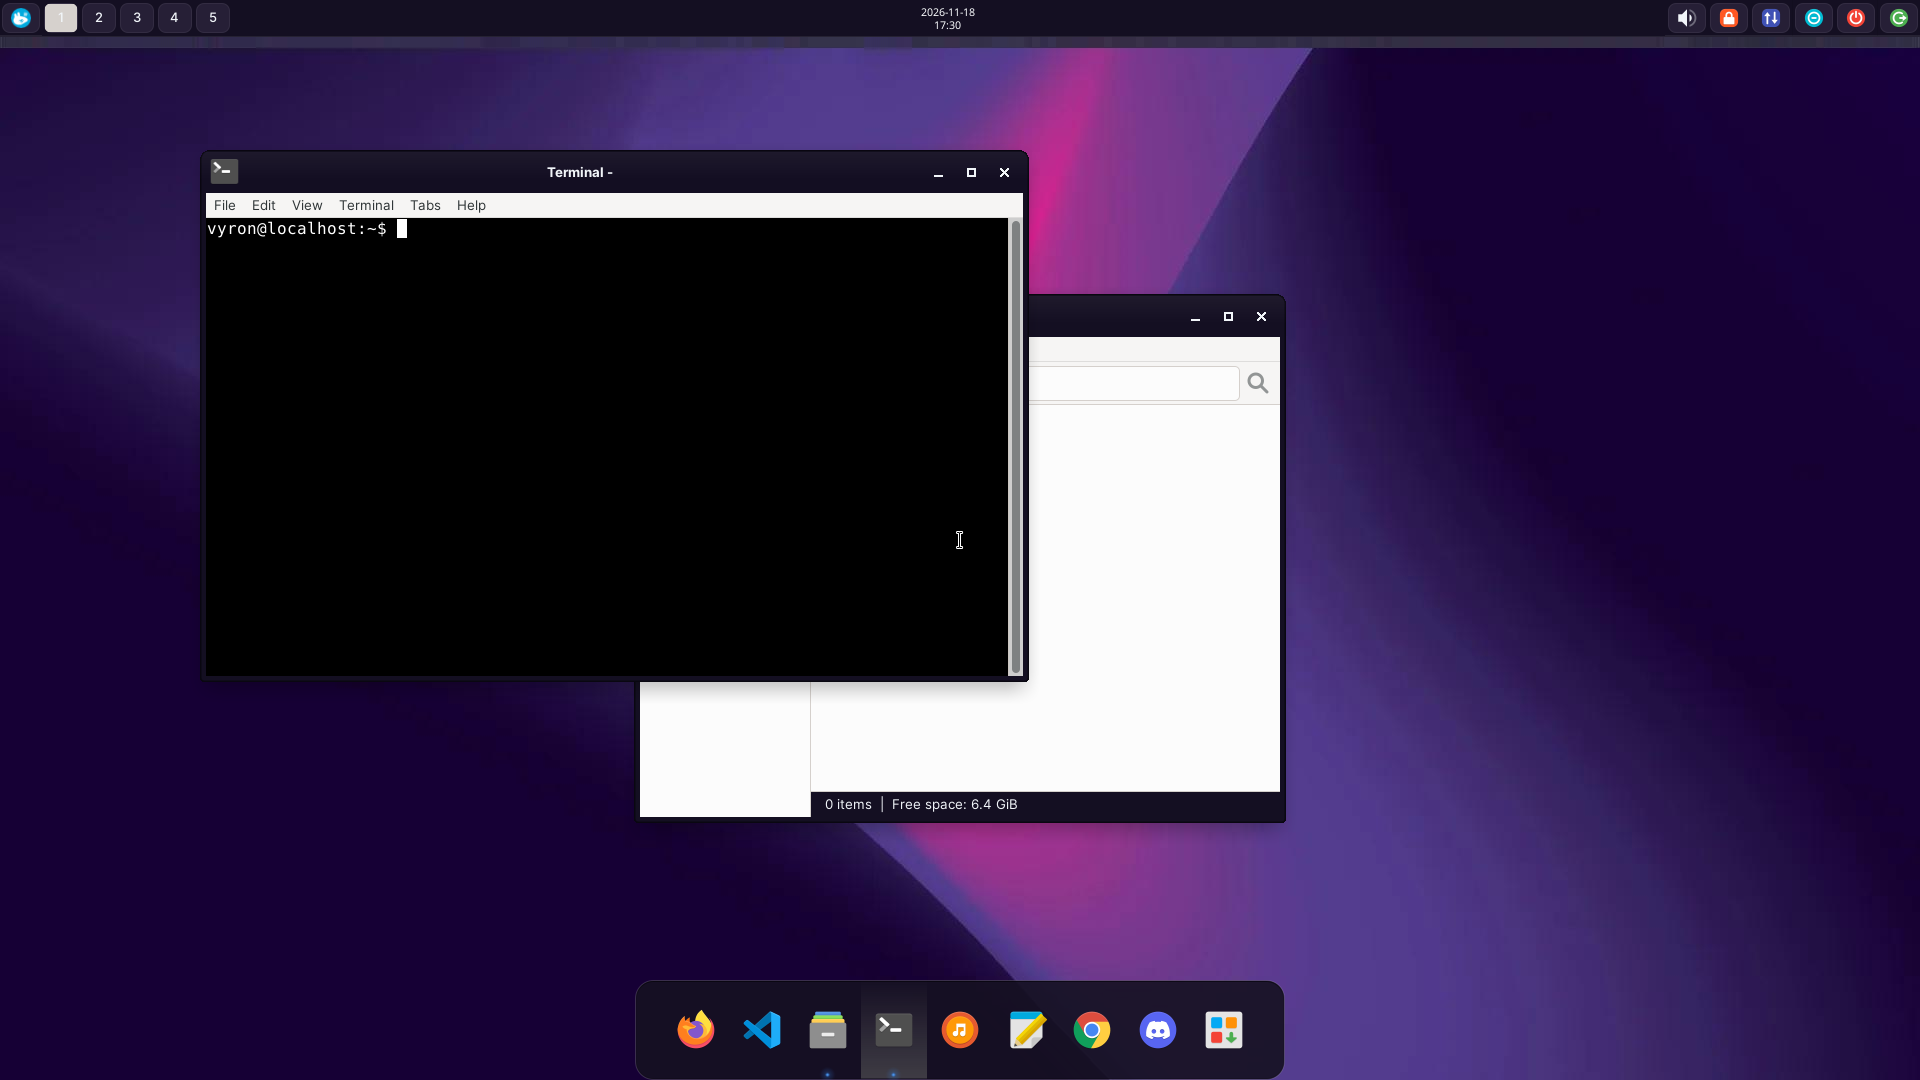 1
2
3
4
5
2026-11-18
17:30
Terminal -
File Edit View Terminal Tabs Help
vyron@localhost:~$
0 items | Free space: 6.4 GiB